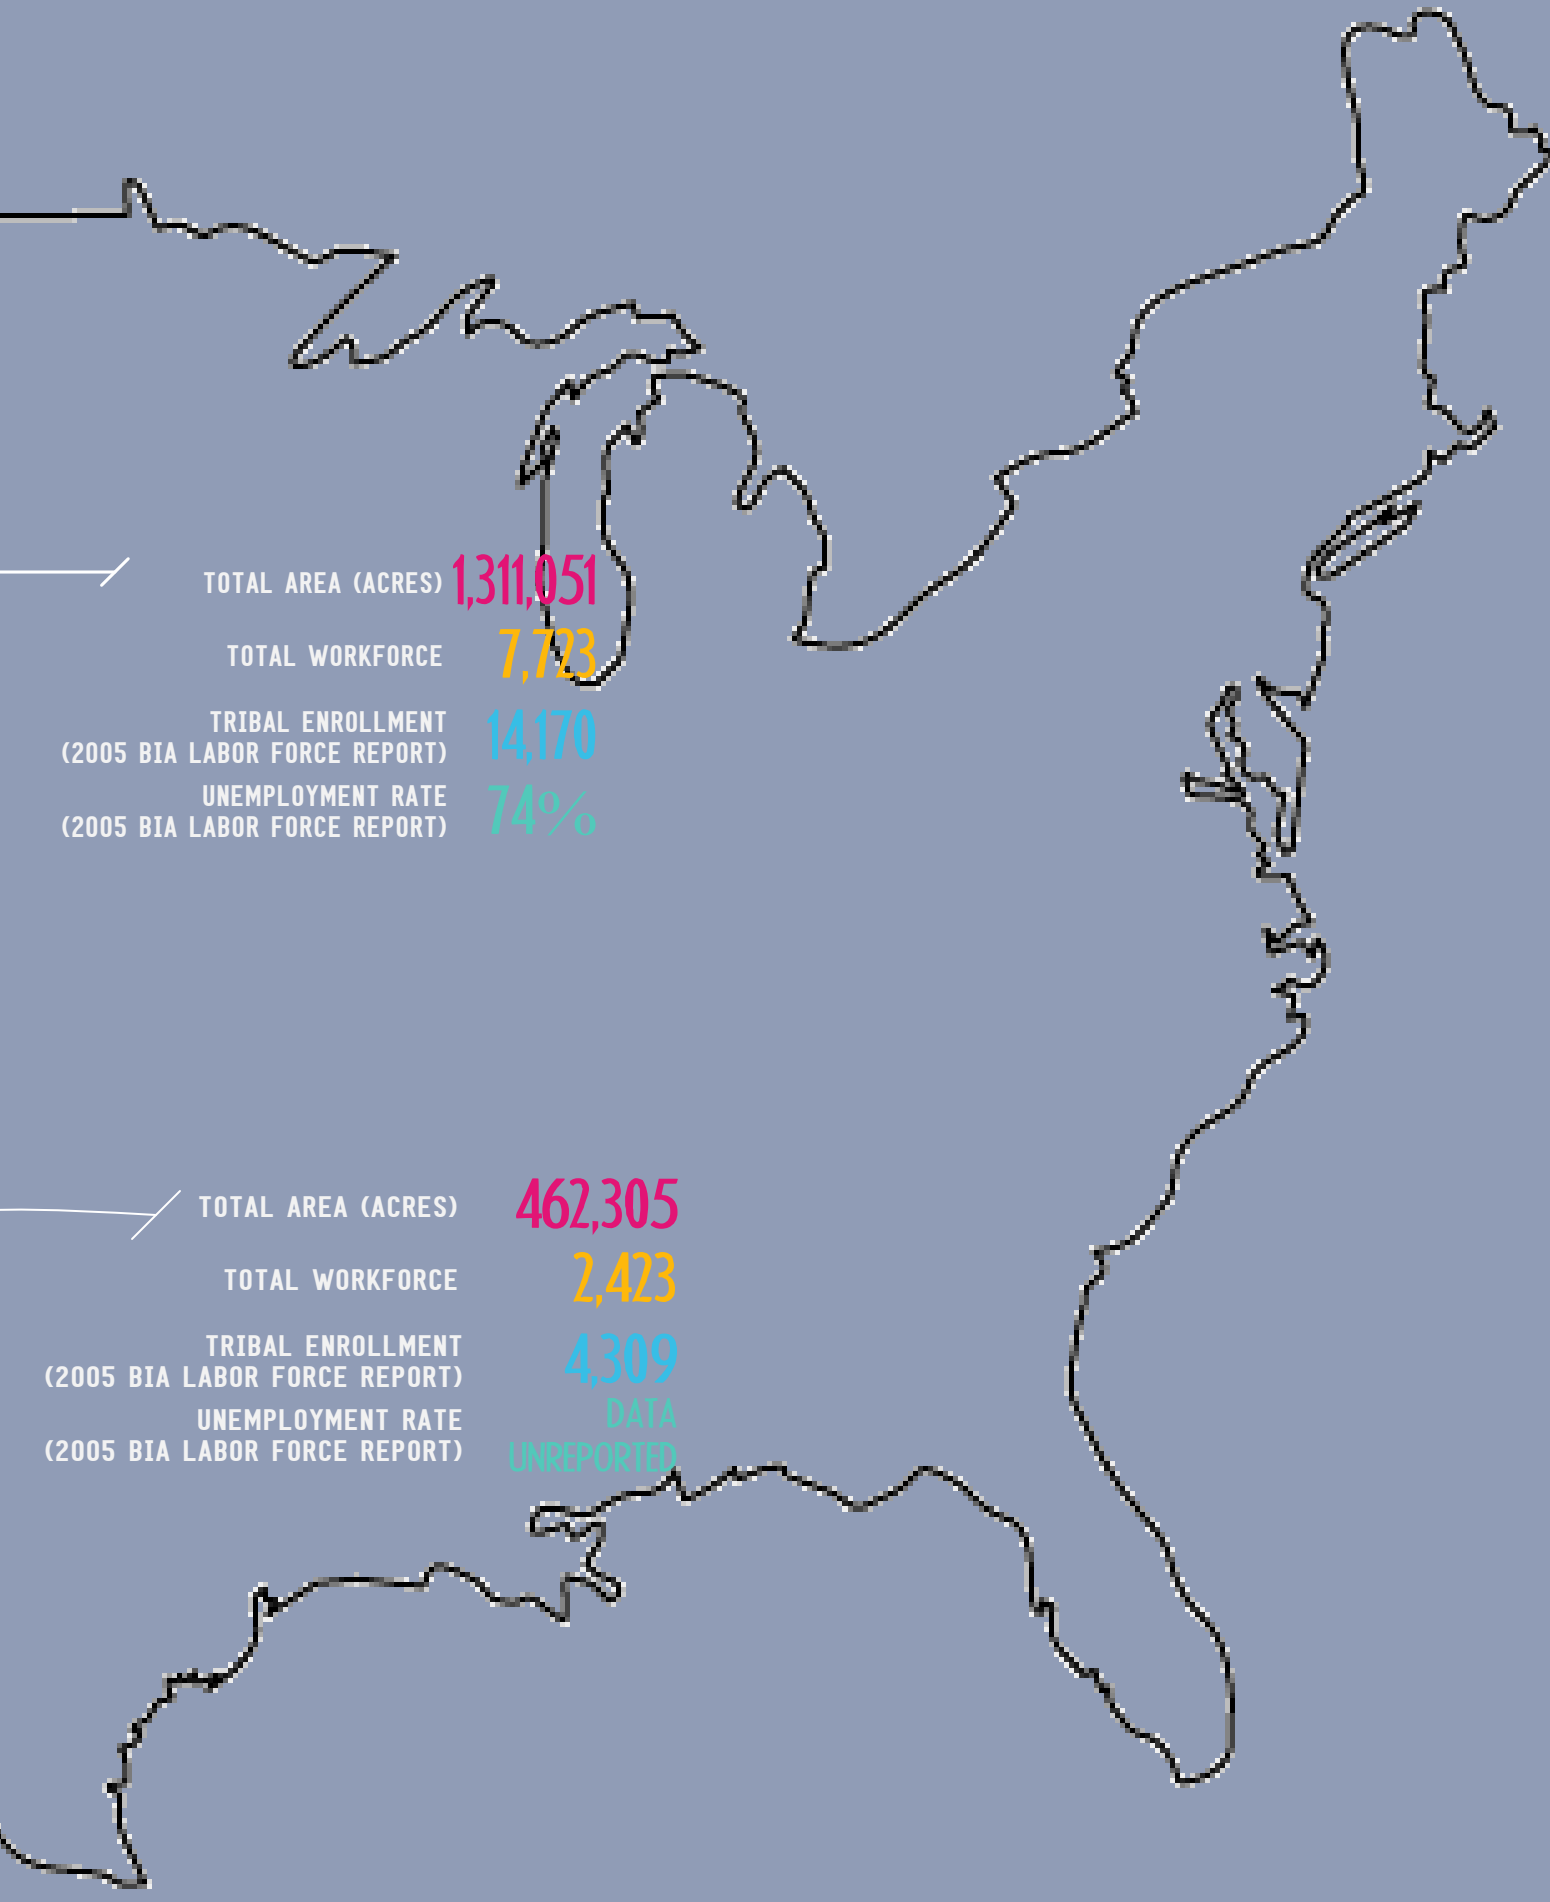 TOTAL AREA (ACRES) 1,311,051
TOTAL WORKFORCE 7,723
TRIBAL ENROLLMENT
(2005 BIA LABOR FORCE REPORT) 14,170
UNEMPLOYMENT RATE
(2005 BIA LABOR FORCE REPORT) 74%
TOTAL AREA (ACRES) 462,305
TOTAL WORKFORCE 2,423
TRIBAL ENROLLMENT
(2005 BIA LABOR FORCE REPORT) 4,309
UNEMPLOYMENT RATE DATA
(2005 BIA LABOR FORCE REPORT) UNREPORTED